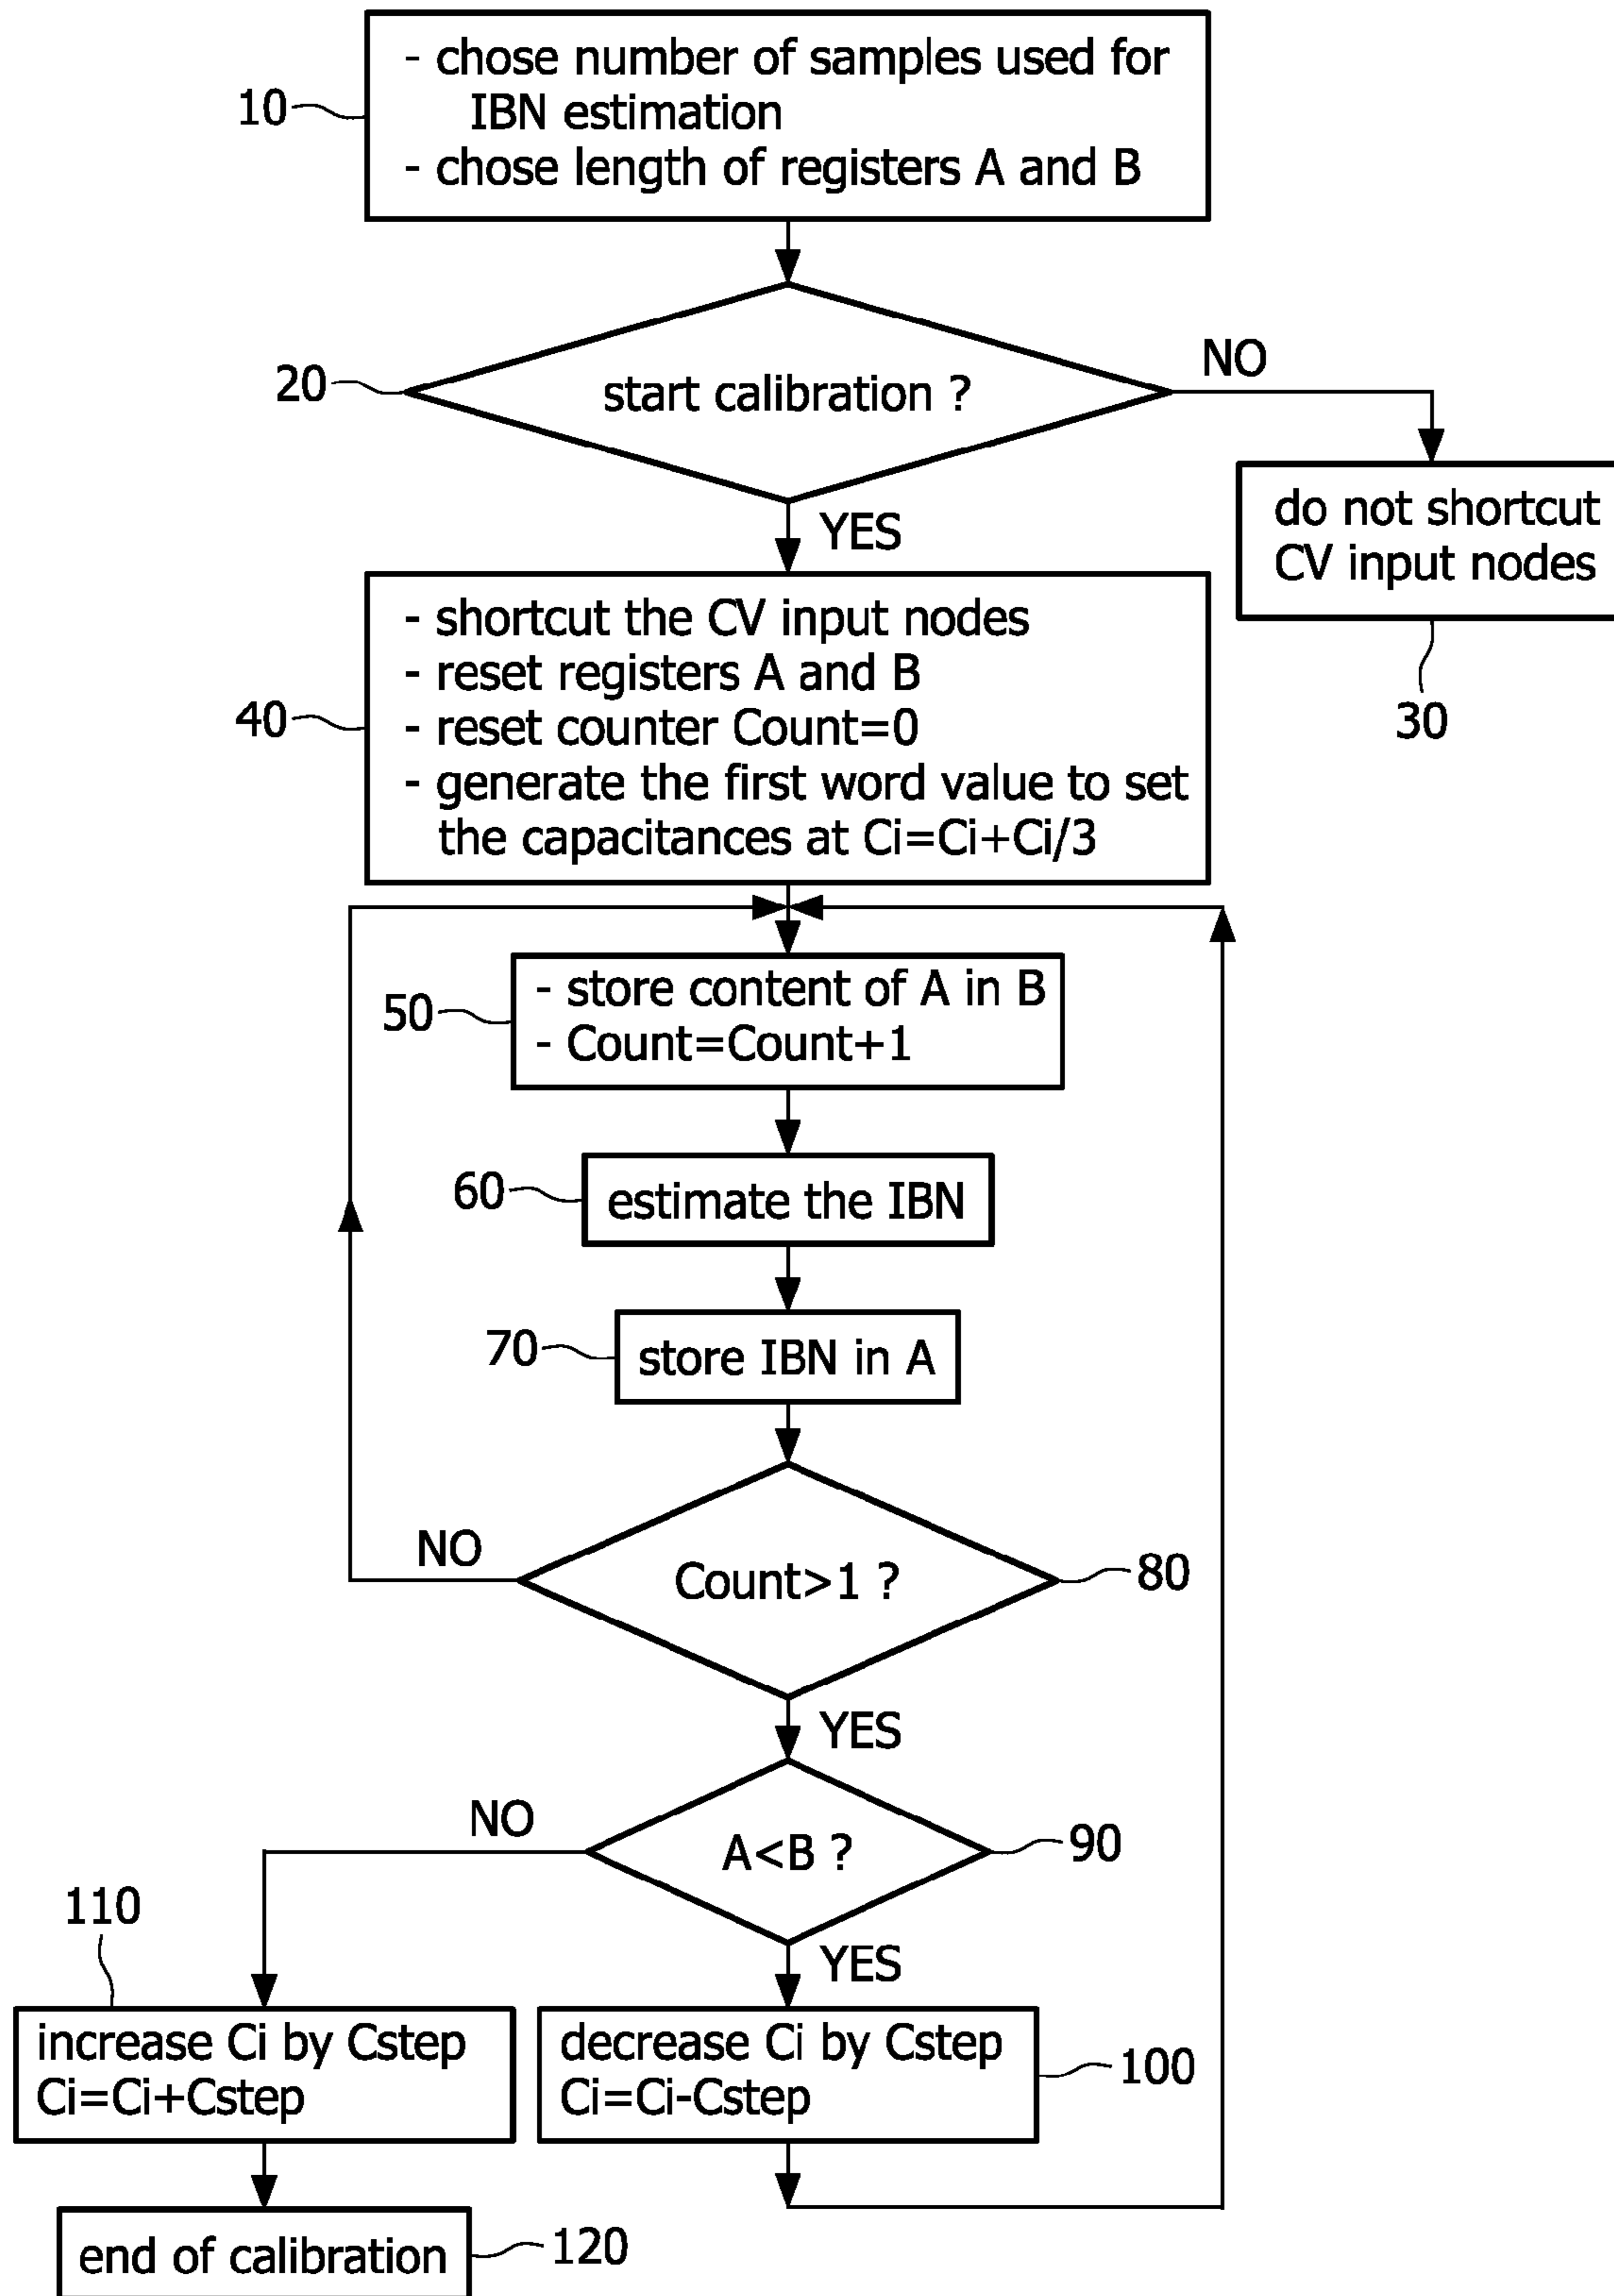 - chose number of samples used for
IBN estimation
- chose length of registers A and B
10
start calibration ?
20
NO
do not shortcut
CV input nodes
30
YES
- shortcut the CV input nodes
- reset registers A and B
- reset counter Count=0
- generate the first word value to set
the capacitances at Ci=Ci+Ci/3
40
- store content of A in B
- Count=Count+1
50
60
estimate the IBN
70
store IBN in A
NO
Count>1 ?
80
YES
NO
A<B ?
90
110
YES
increase Ci by Cstep
Ci=Ci+Cstep
decrease Ci by Cstep
Ci=Ci-Cstep
100
end of calibration
120